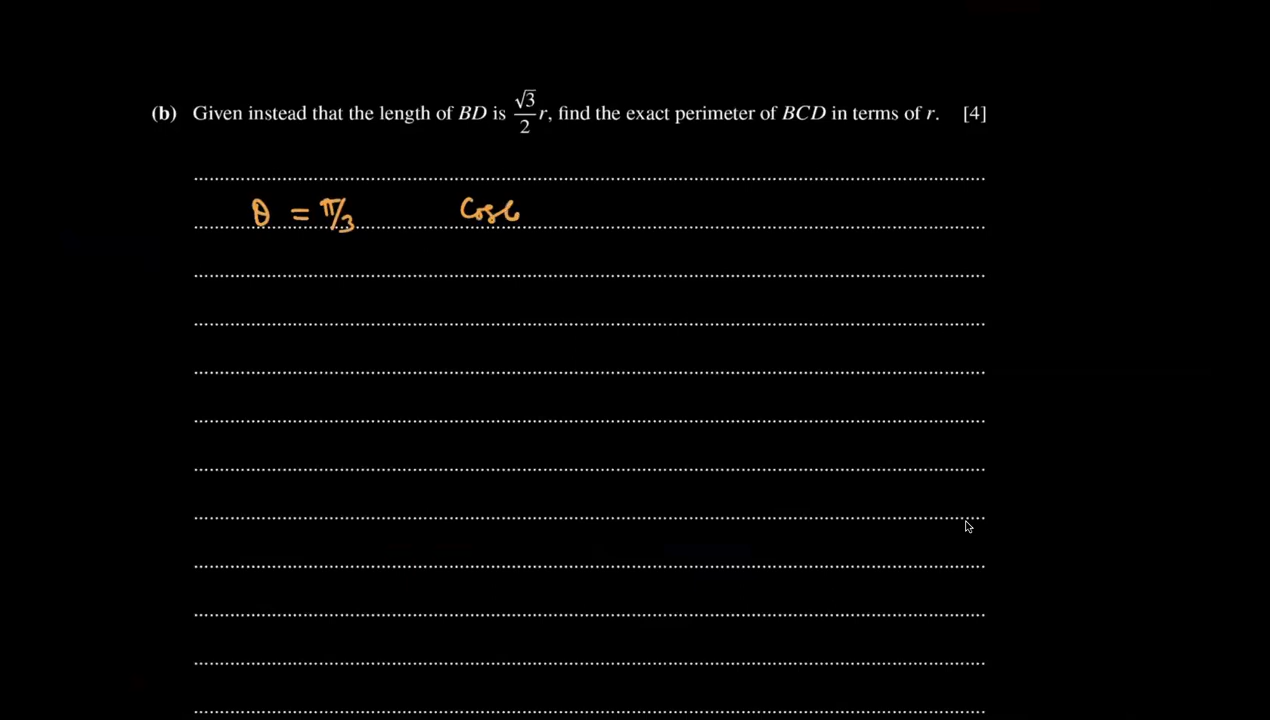 (b) Given instead that the length of BD is √3/2 r, find the exact perimeter of BCD in terms of r. [4]
θ = π/3 Cos